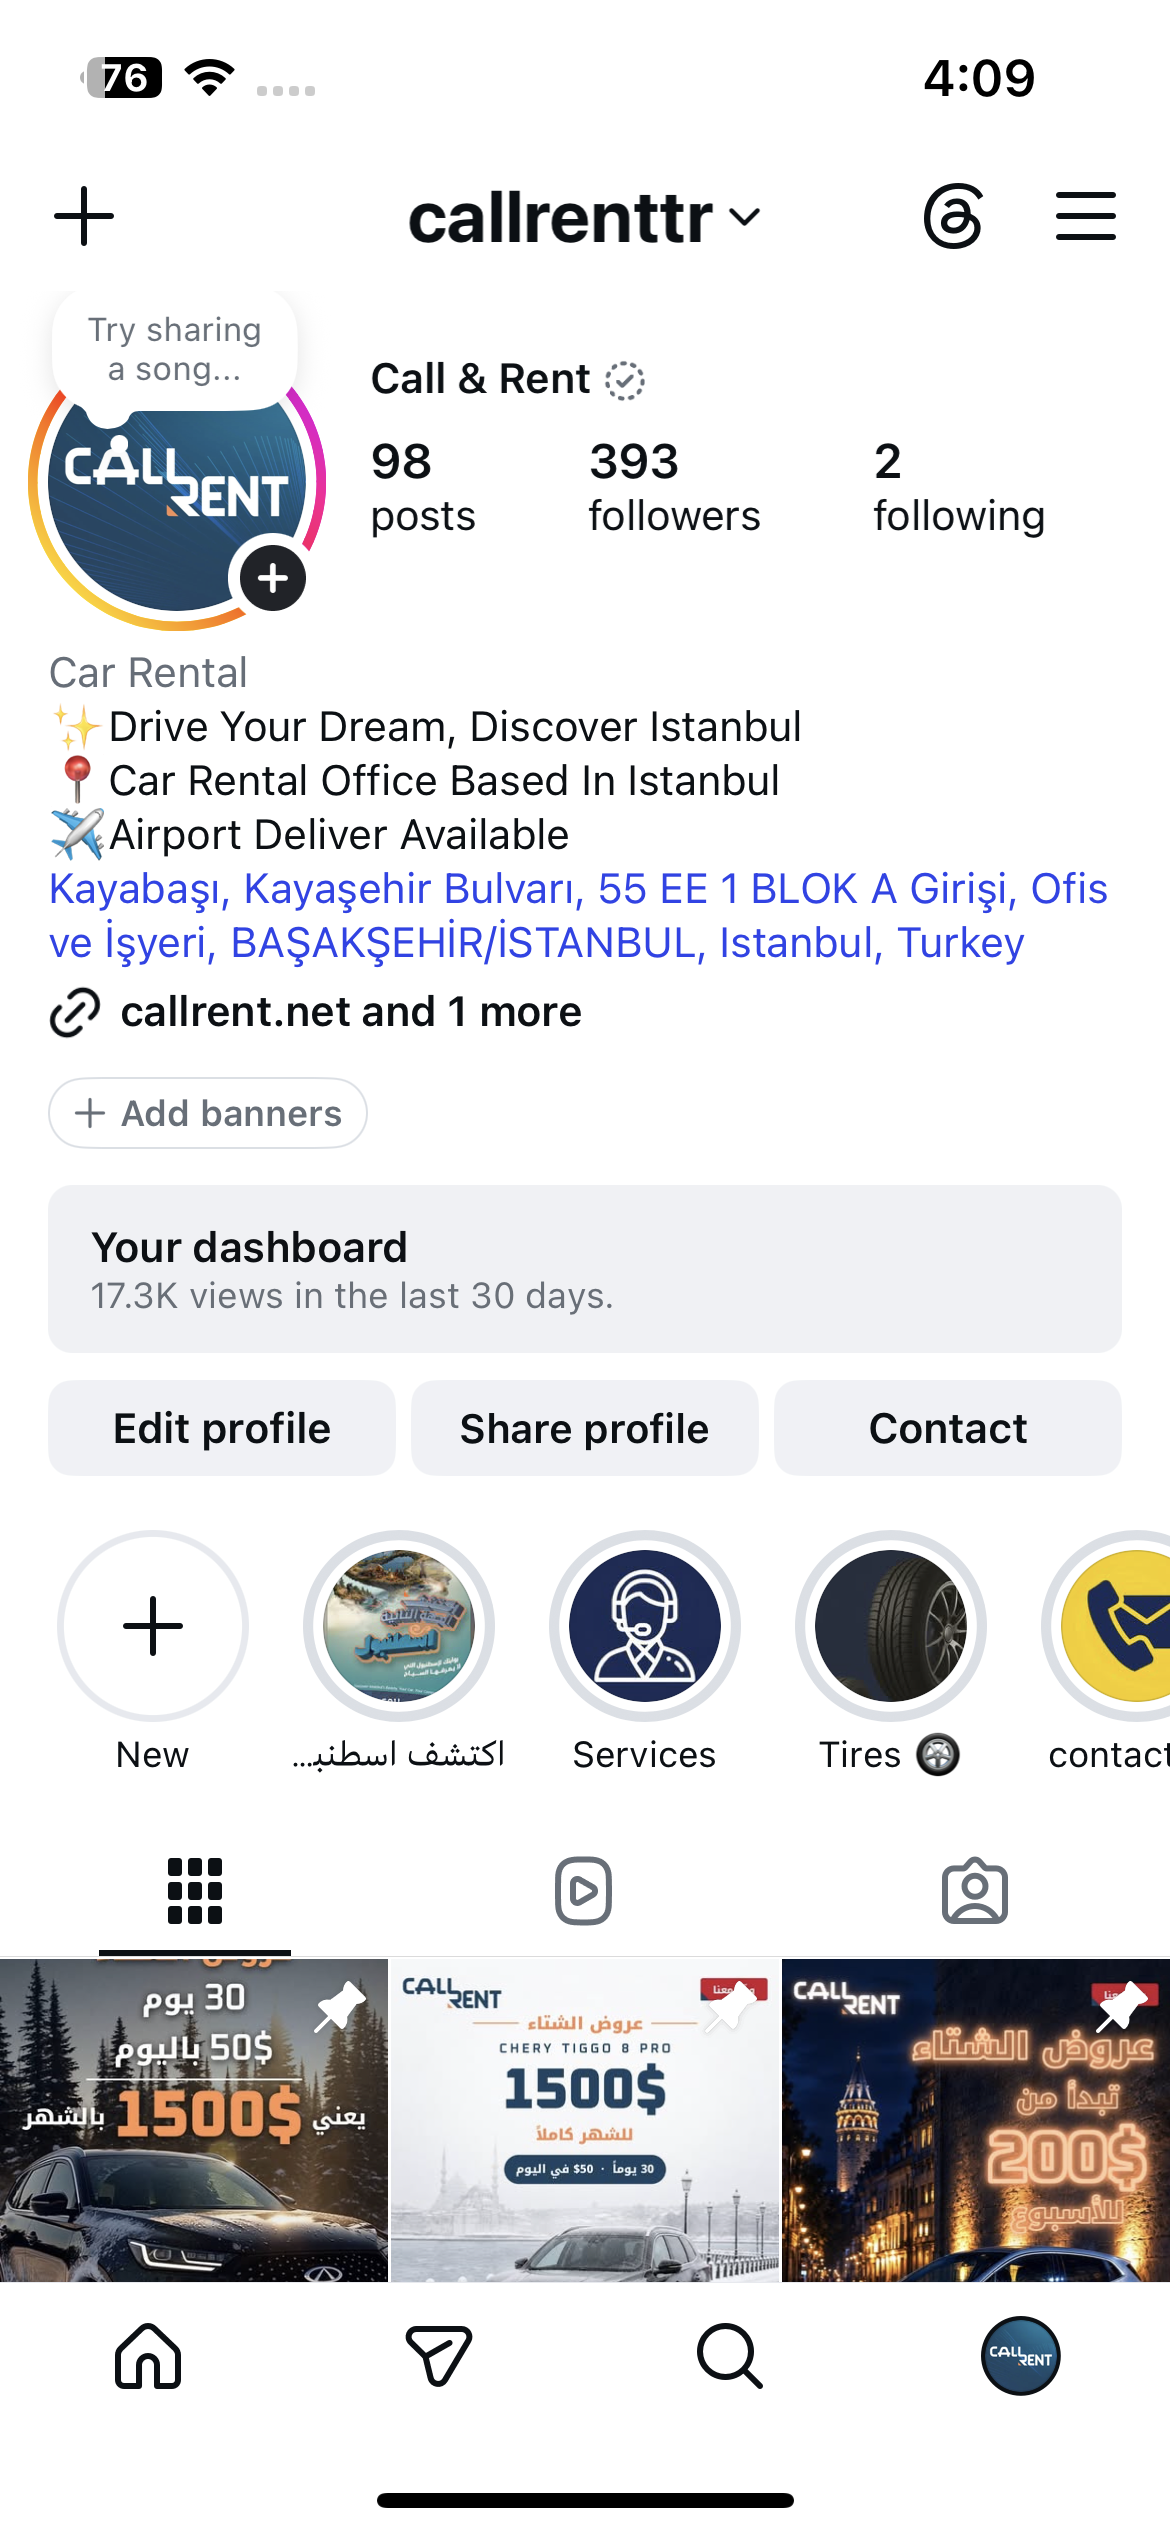 76
4:09
callrenttr
Try sharing
a song...
Call & Rent
98 posts
393 followers
2 following
CALL
RENT
Car Rental
✨Drive Your Dream, Discover Istanbul
📍 Car Rental Office Based In Istanbul
✈️Airport Deliver Available
Kayabaşı, Kayaşehir Bulvarı, 55 EE 1 BLOK A Girişi, Ofis
ve İşyeri, BAŞAKŞEHİR/İSTANBUL, Istanbul, Turkey
callrent.net and 1 more
Add banners
Your dashboard
17.3K views in the last 30 days.
Edit profile
Share profile
Contact
اسطنبول
New
اكتشف اسطنبـ...
Services
Tires
contact
30 يوم
50$ باليوم
يعني 1500$ بالشهر
CALL
RENT
عروض الشتاء
CHERY TIGGO 8 PRO
1500$
للشهر كاملاً
30 يوماً · 50$ في اليوم
CALL
RENT
عروض الشتاء
تبدأ من
200$
للأسبوع
CALL
RENT